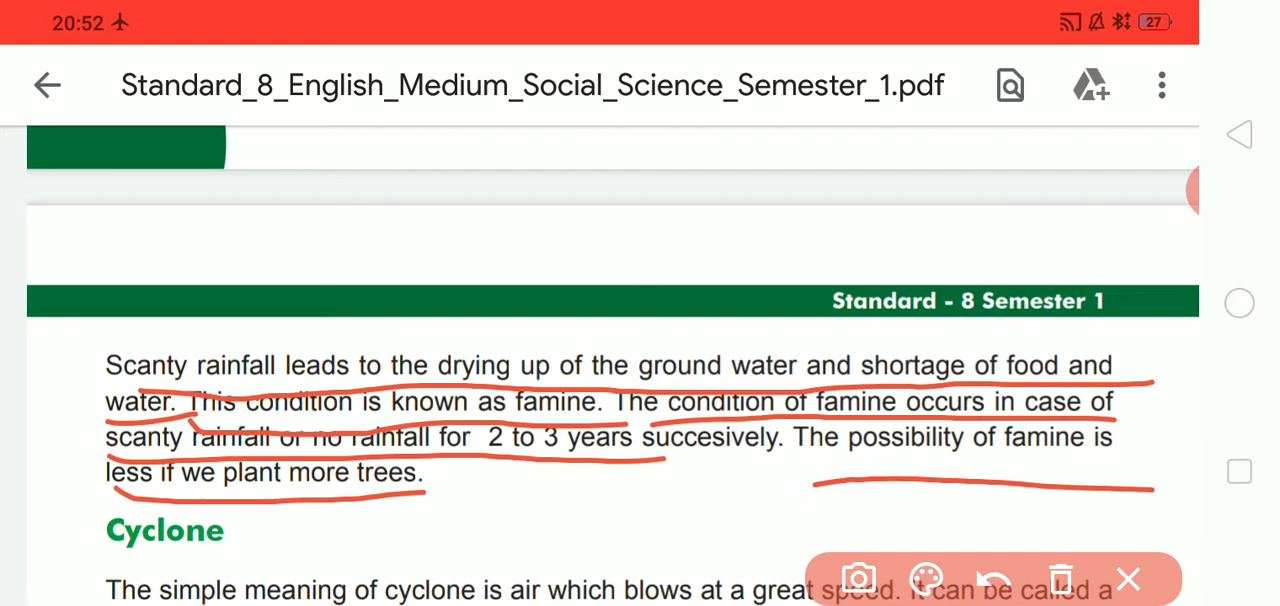 20:52
27
Standard_8_English_Medium_Social_Science_Semester_1.pdf
Standard - 8 Semester 1
Scanty rainfall leads to the drying up of the ground water and shortage of food and
water. This condition is known as famine. The condition of famine occurs in case of
scanty rainfall or no rainfall for 2 to 3 years succesively. The possibility of famine is
less if we plant more trees.
Cyclone
The simple meaning of cyclone is air which blows at a great speed. It can be called a